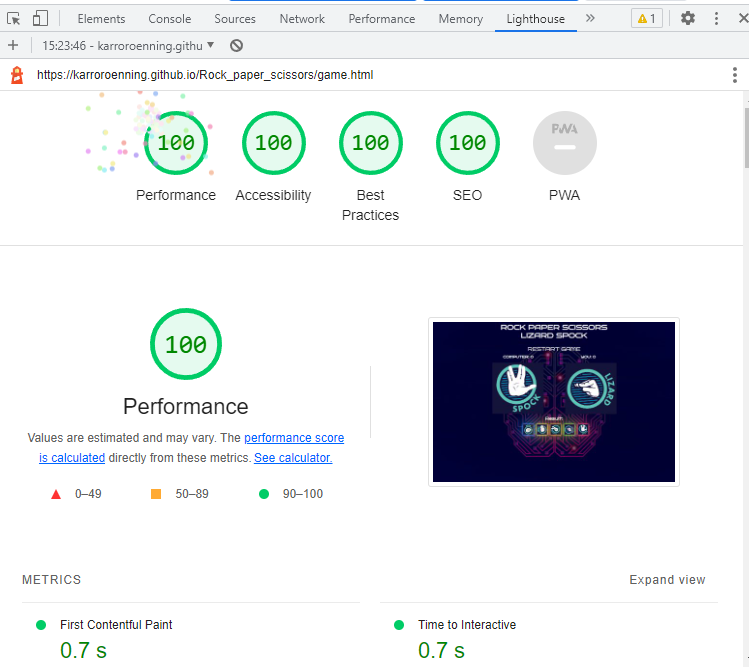 Elements Console Sources Network Performance Memory Lighthouse » 1
+ 15:23:46 - karroroenning.githu
https://karroroenning.github.io/Rock_paper_scissors/game.html
100 100 100 100 PWA
Performance Accessibility Best Practices SEO PWA
100
Performance
Values are estimated and may vary. The performance score
is calculated directly from these metrics. See calculator.
0–49 50–89 90–100
ROCK PAPER SCISSORS
LIZARD SPOCK
RESTART GAME
COMPUTER: 0 YOU: 0
SPOCK LIZARD
METRICS Expand view
First Contentful Paint Time to Interactive
0.7 s 0.7 s